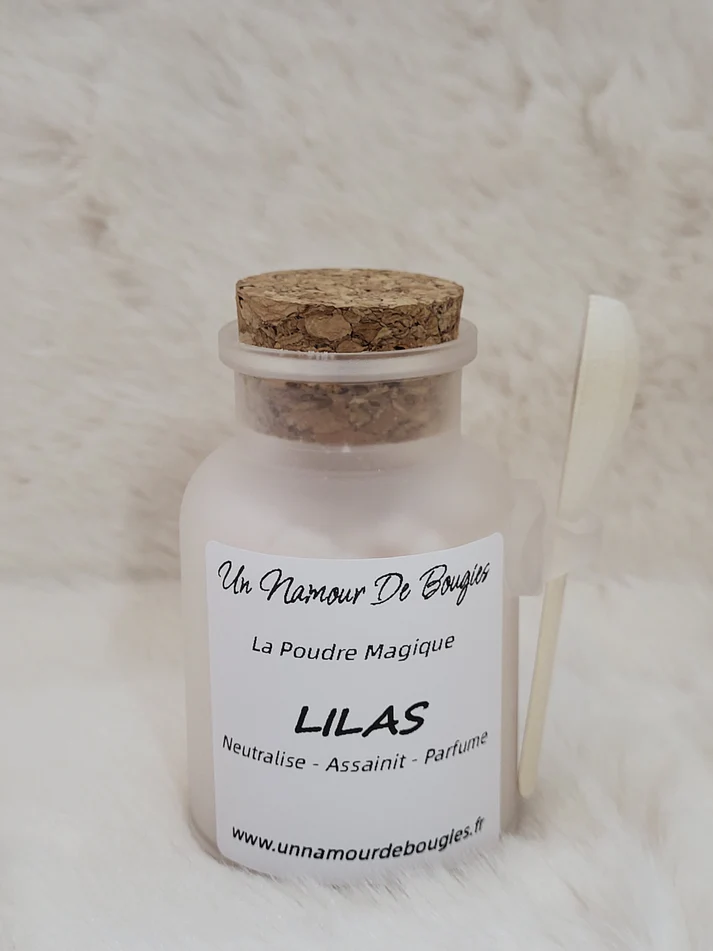 Un Namour De Bougies
La Poudre Magique
LILAS
Neutralise - Assainit - Parfume
www.unnamourdebougies.fr